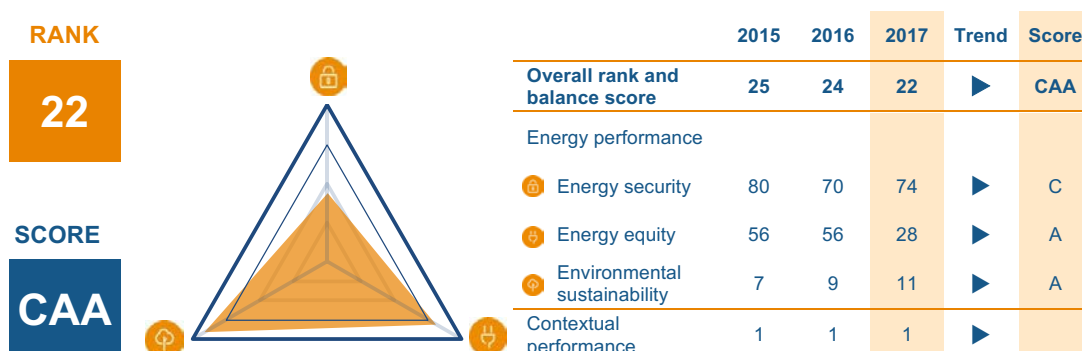 RANK
22
SCORE
CAA
2015 2016 2017 Trend Score
Overall rank and
balance score 25 24 22 CAA
Energy performance
Energy security 80 70 74 C
Energy equity 56 56 28 A
Environmental
sustainability 7 9 11 A
Contextual
performance 1 1 1